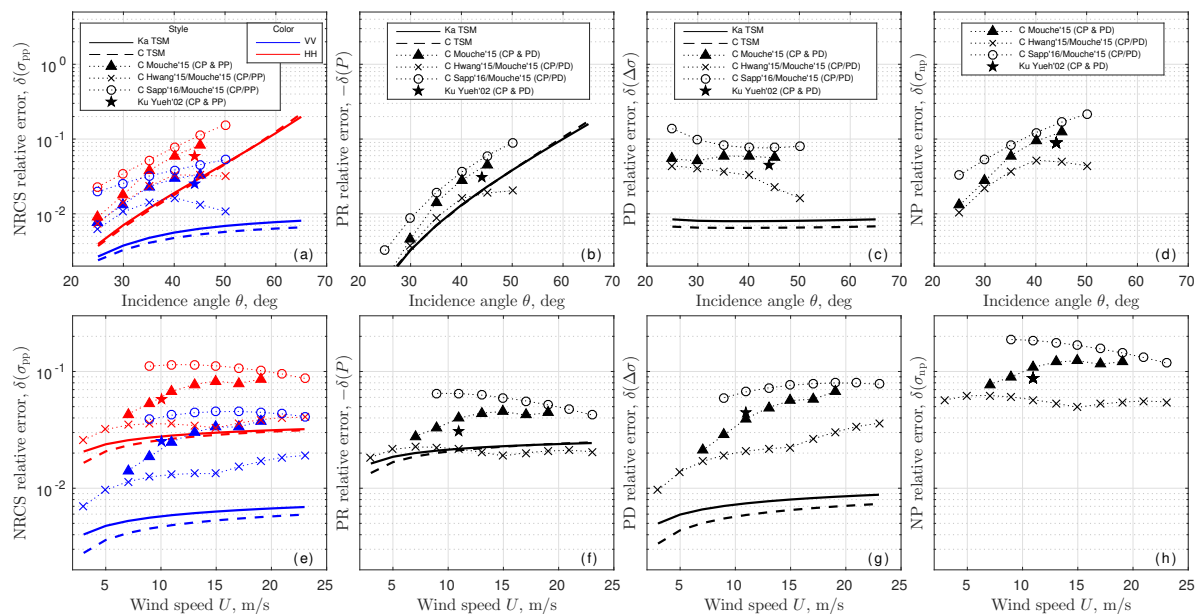 NRCS relative error, δ(σpp)
Style
Color
Ka TSM
C TSM
C Mouche'15 (CP & PP)
C Hwang'15/Mouche'15 (CP/PP)
C Sapp'16/Mouche'15 (CP/PP)
Ku Yueh'02 (CP & PP)
VV
HH
10^0
10^-1
10^-2
(a)
20 30 40 50 60 70
Incidence angle θ, deg
PR relative error, −δ(P)
Ka TSM
C TSM
C Mouche'15 (CP & PD)
C Hwang'15/Mouche'15 (CP/PD)
C Sapp'16/Mouche'15 (CP/PD)
Ku Yueh'02 (CP & PD)
(b)
20 30 40 50 60 70
Incidence angle θ, deg
PD relative error, δ(Δσ)
Ka TSM
C TSM
C Mouche'15 (CP & PD)
C Hwang'15/Mouche'15 (CP/PD)
C Sapp'16/Mouche'15 (CP/PD)
Ku Yueh'02 (CP & PD)
(c)
20 30 40 50 60 70
Incidence angle θ, deg
NP relative error, δ(σnp)
C Mouche'15 (CP & PD)
C Hwang'15/Mouche'15 (CP/PD)
C Sapp'16/Mouche'15 (CP/PD)
Ku Yueh'02 (CP & PD)
(d)
20 30 40 50 60 70
Incidence angle θ, deg
NRCS relative error, δ(σpp)
10^-1
10^-2
(e)
5 10 15 20 25
Wind speed U, m/s
PR relative error, −δ(P)
(f)
5 10 15 20 25
Wind speed U, m/s
PD relative error, δ(Δσ)
(g)
5 10 15 20 25
Wind speed U, m/s
NP relative error, δ(σnp)
(h)
5 10 15 20 25
Wind speed U, m/s